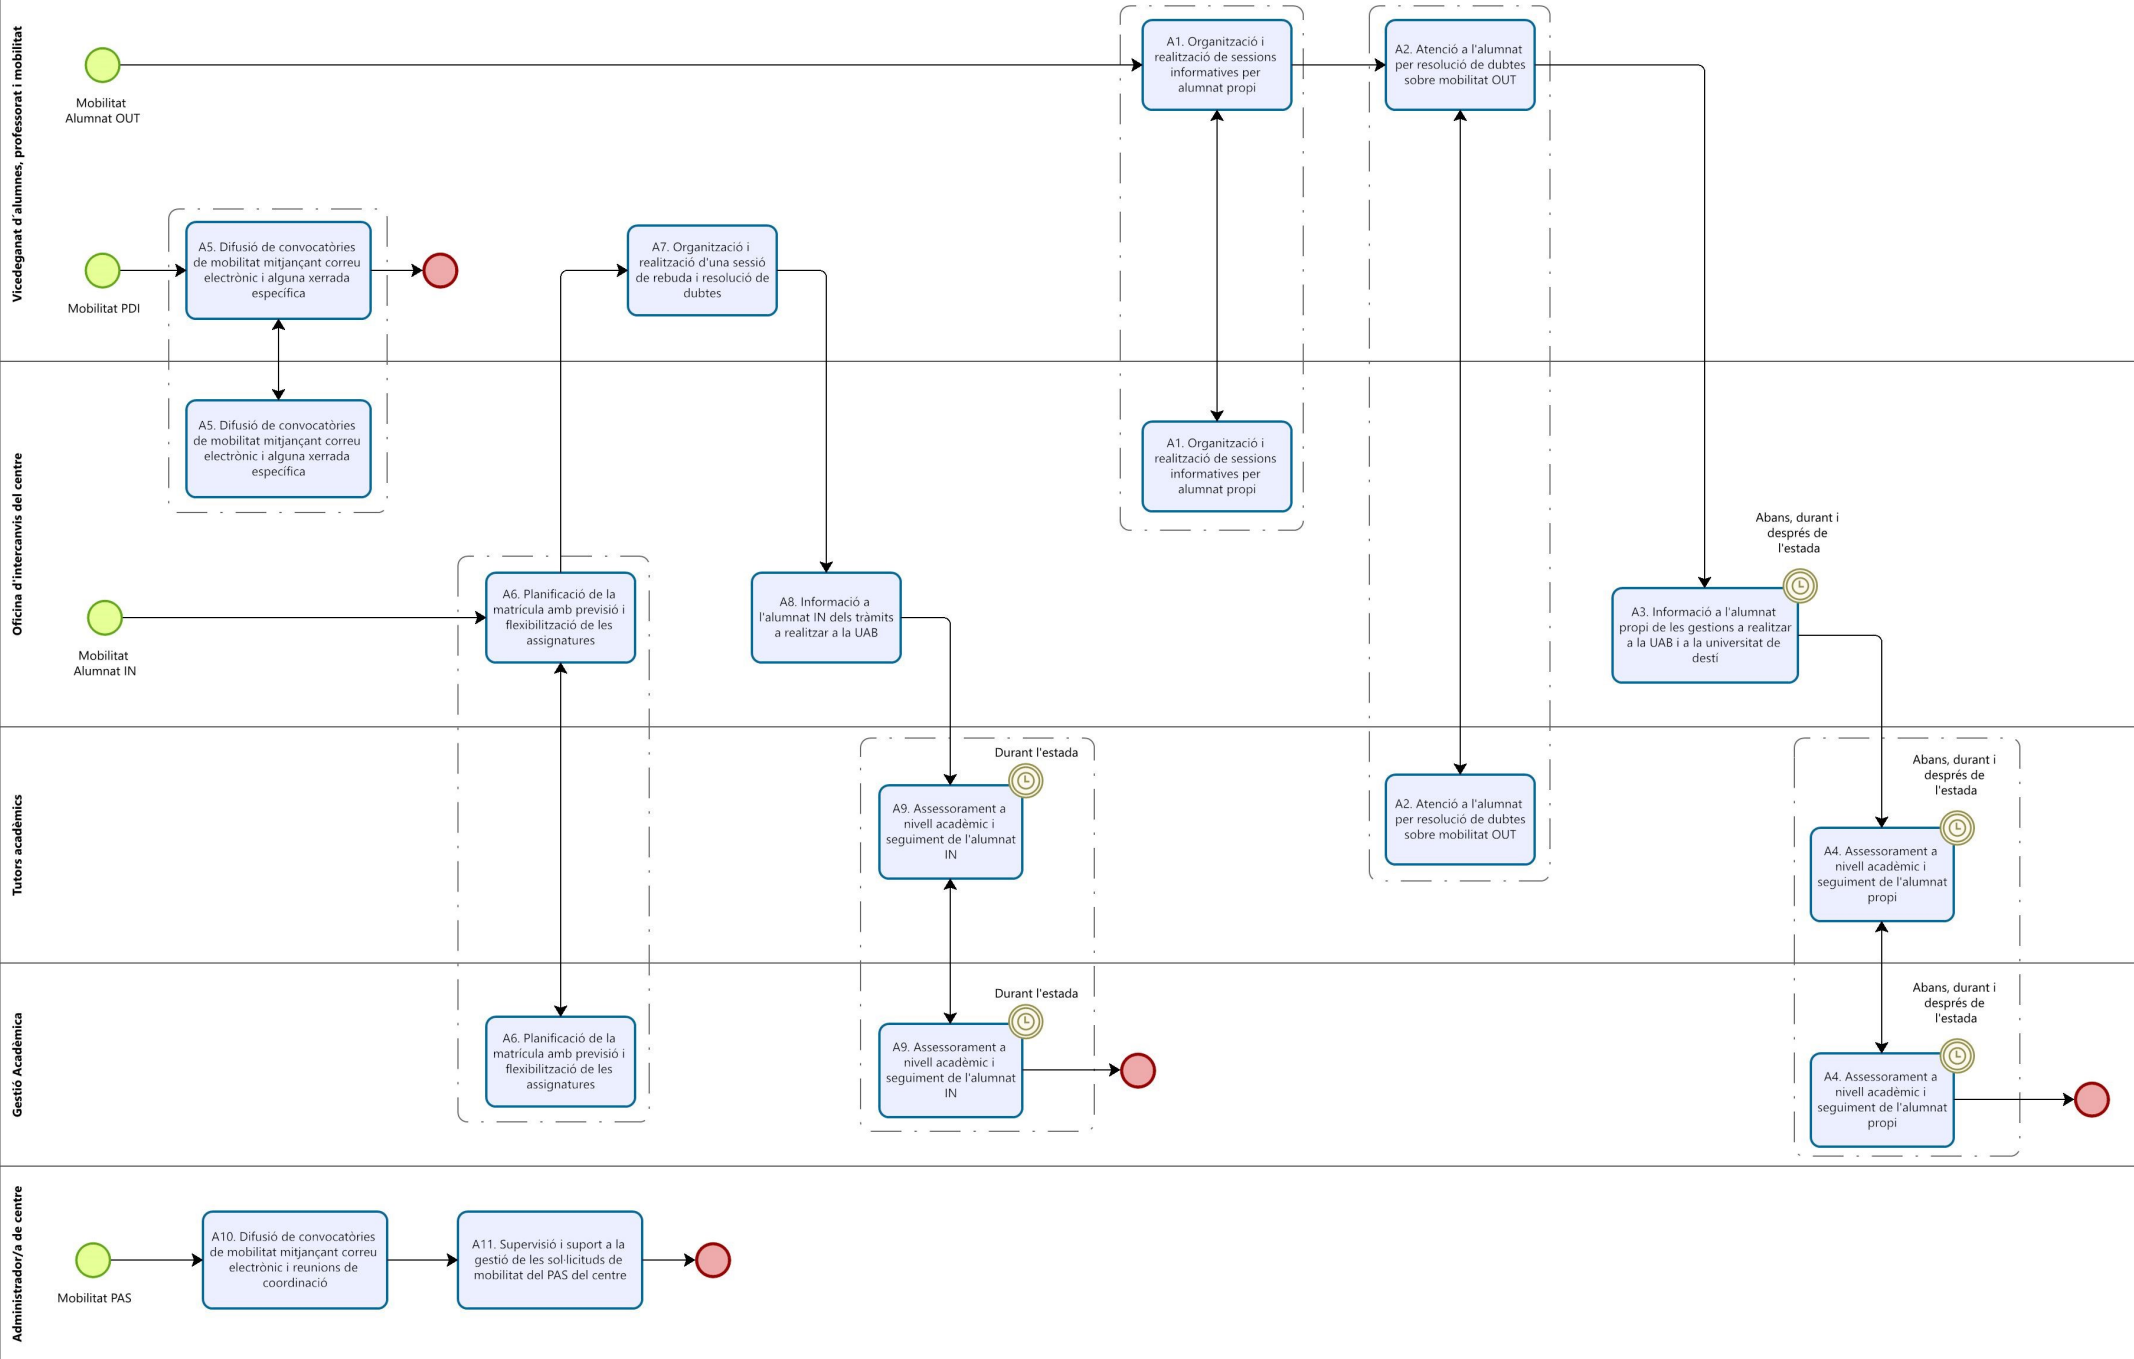 Vicedeganat d´alumnes, professorat i mobilitat
Mobilitat
Alumnat OUT
A1. Organització i
realització de sessions
informatives per
alumnat propi
A2. Atenció a l'alumnat
per resolució de dubtes
sobre mobilitat OUT
Mobilitat PDI
A5. Difusió de convocatòries
de mobilitat mitjançant correu
electrònic i alguna xerrada
específica
A7. Organització i
realització d'una sessió
de rebuda i resolució de
dubtes
Oficina d'intercanvis del centre
A5. Difusió de convocatòries
de mobilitat mitjançant correu
electrònic i alguna xerrada
específica
A1. Organització i
realització de sessions
informatives per
alumnat propi
Mobilitat
Alumnat IN
A6. Planificació de la
matrícula amb previsió i
flexibilització de les
assignatures
A8. Informació a
l'alumnat IN dels tràmits
a realitzar a la UAB
Abans, durant i
després de
l'estada
A3. Informació a l'alumnat
propi de les gestions a realitzar
a la UAB i a la universitat de
destí
Tutors acadèmics
Durant l'estada
A9. Assessorament a
nivell acadèmic i
seguiment de l'alumnat
IN
A2. Atenció a l'alumnat
per resolució de dubtes
sobre mobilitat OUT
Abans, durant i
després de
l'estada
A4. Assessorament a
nivell acadèmic i
seguiment de l'alumnat
propi
Gestió Acadèmica
A6. Planificació de la
matrícula amb previsió i
flexibilització de les
assignatures
Durant l'estada
A9. Assessorament a
nivell acadèmic i
seguiment de l'alumnat
IN
Abans, durant i
després de
l'estada
A4. Assessorament a
nivell acadèmic i
seguiment de l'alumnat
propi
Administrador/a de centre
Mobilitat PAS
A10. Difusió de convocatòries
de mobilitat mitjançant correu
electrònic i reunions de
coordinació
A11. Supervisió i suport a la
gestió de les sol·licituds de
mobilitat del PAS del centre